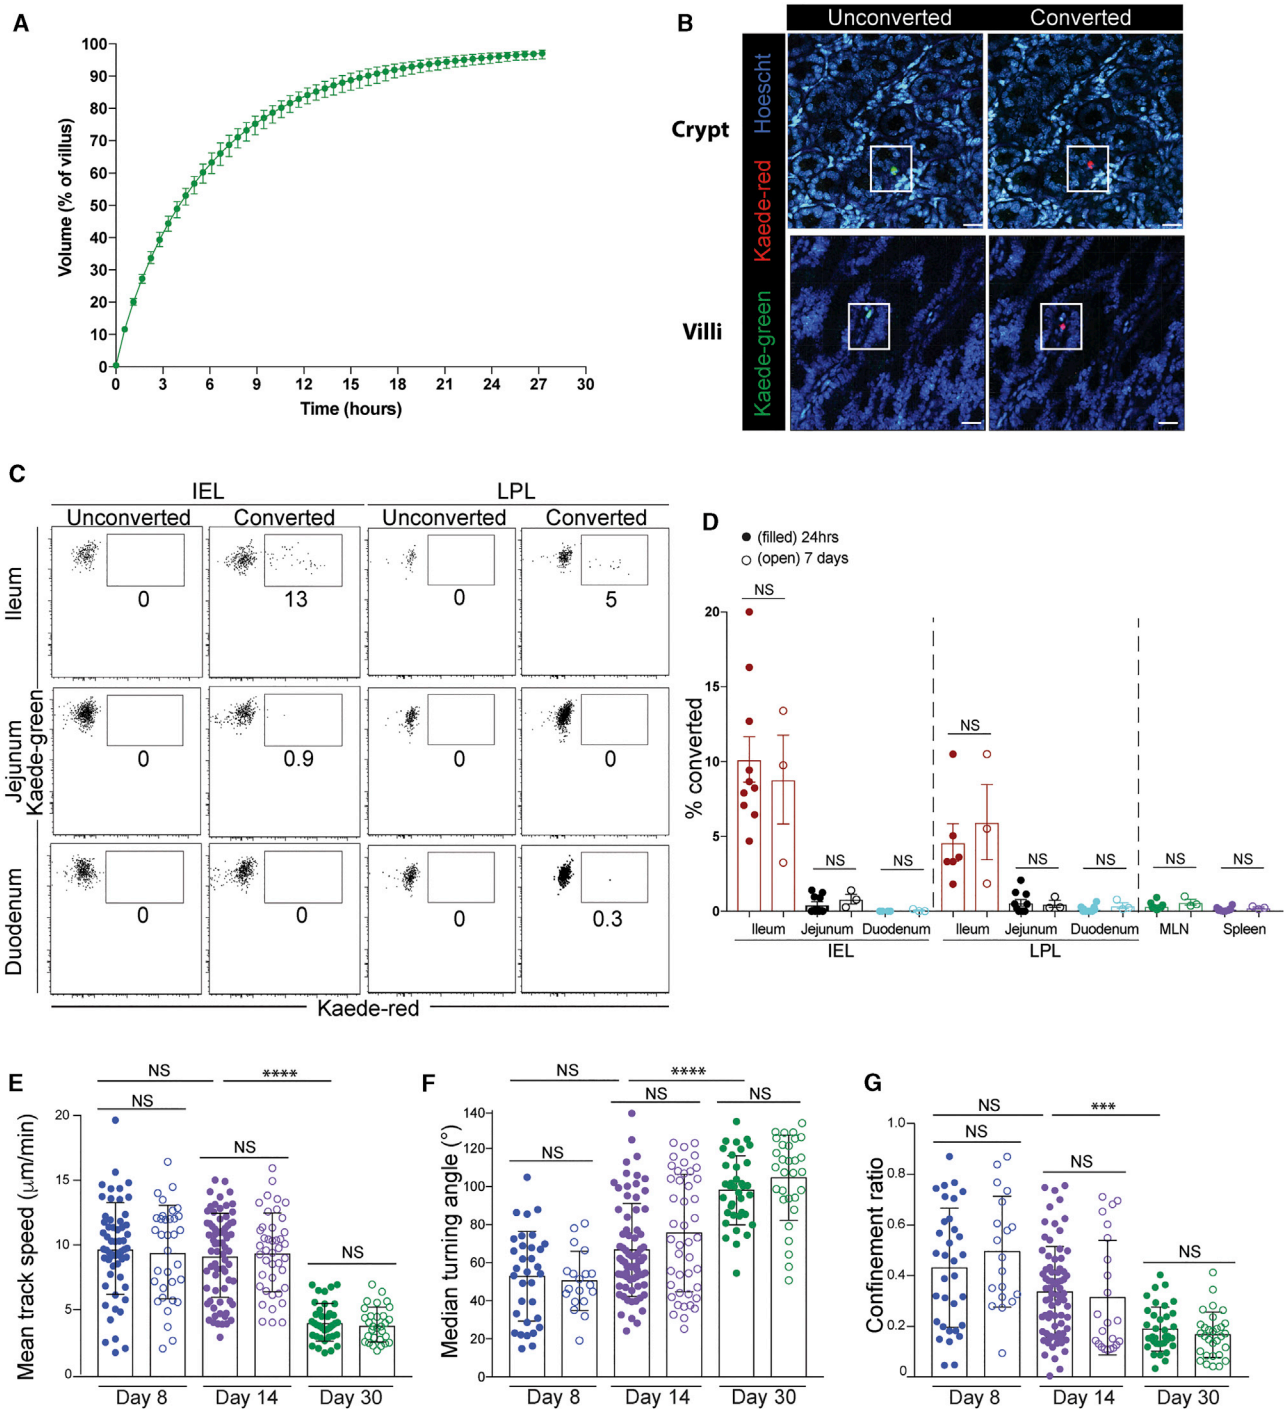 A
Volume (% of villus)
100
90
80
70
60
50
40
30
20
10
0
0 3 6 9 12 15 18 21 24 27 30
Time (hours)
B
Unconverted Converted
Crypt
Villi
Kaede-green Kaede-red Hoescht
C
IEL LPL
Unconverted Converted Unconverted Converted
Ileum
0 13 0 5
Jejunum
Kaede-green
0 0.9 0 0
Duodenum
0 0 0 0.3
Kaede-red
D
(filled) 24hrs
(open) 7 days
% converted
20
15
10
5
0
NS
NS NS
NS
NS NS
NS NS
Ileum Jejunum Duodenum Ileum Jejunum Duodenum MLN Spleen
IEL LPL
E
Mean track speed (μm/min)
20
15
10
5
0
NS ****
NS
NS
NS
Day 8 Day 14 Day 30
F
Median turning angle (°)
140
120
100
80
60
40
20
0
NS ****
NS NS
NS
Day 8 Day 14 Day 30
G
Confinement ratio
1.0
0.8
0.6
0.4
0.2
0
NS ***
NS
NS
NS
Day 8 Day 14 Day 30